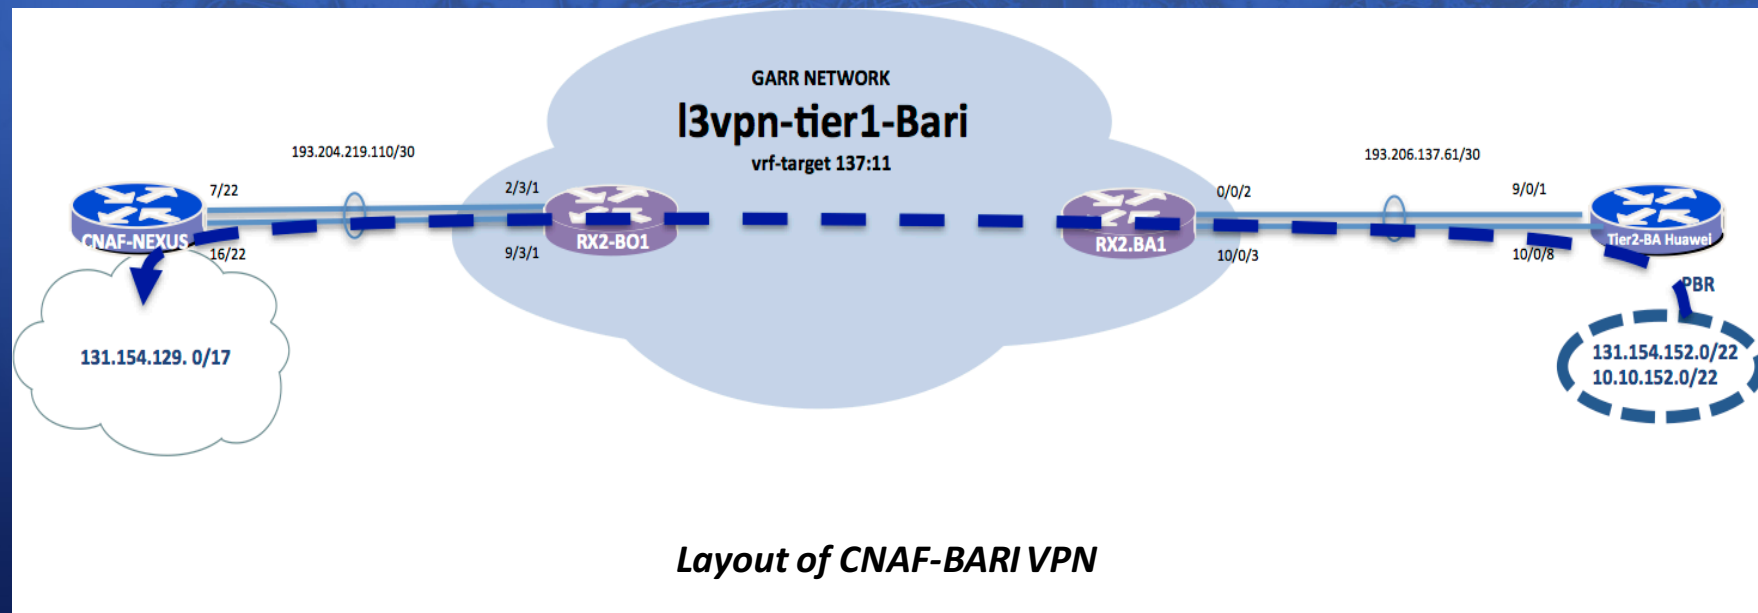 GARR NETWORK
l3vpn-tier1-Bari
vrf-target 137:11
193.204.219.110/30
193.206.137.61/30
7/22
2/3/1
0/0/2
9/0/1
CNAF-NEXUS
RX2-BO1
RX2.BA1
Tier2-BA Huawei
16/22
9/3/1
10/0/3
10/0/8
PBR
131.154.129. 0/17
131.154.152.0/22
10.10.152.0/22
Layout of CNAF-BARI VPN